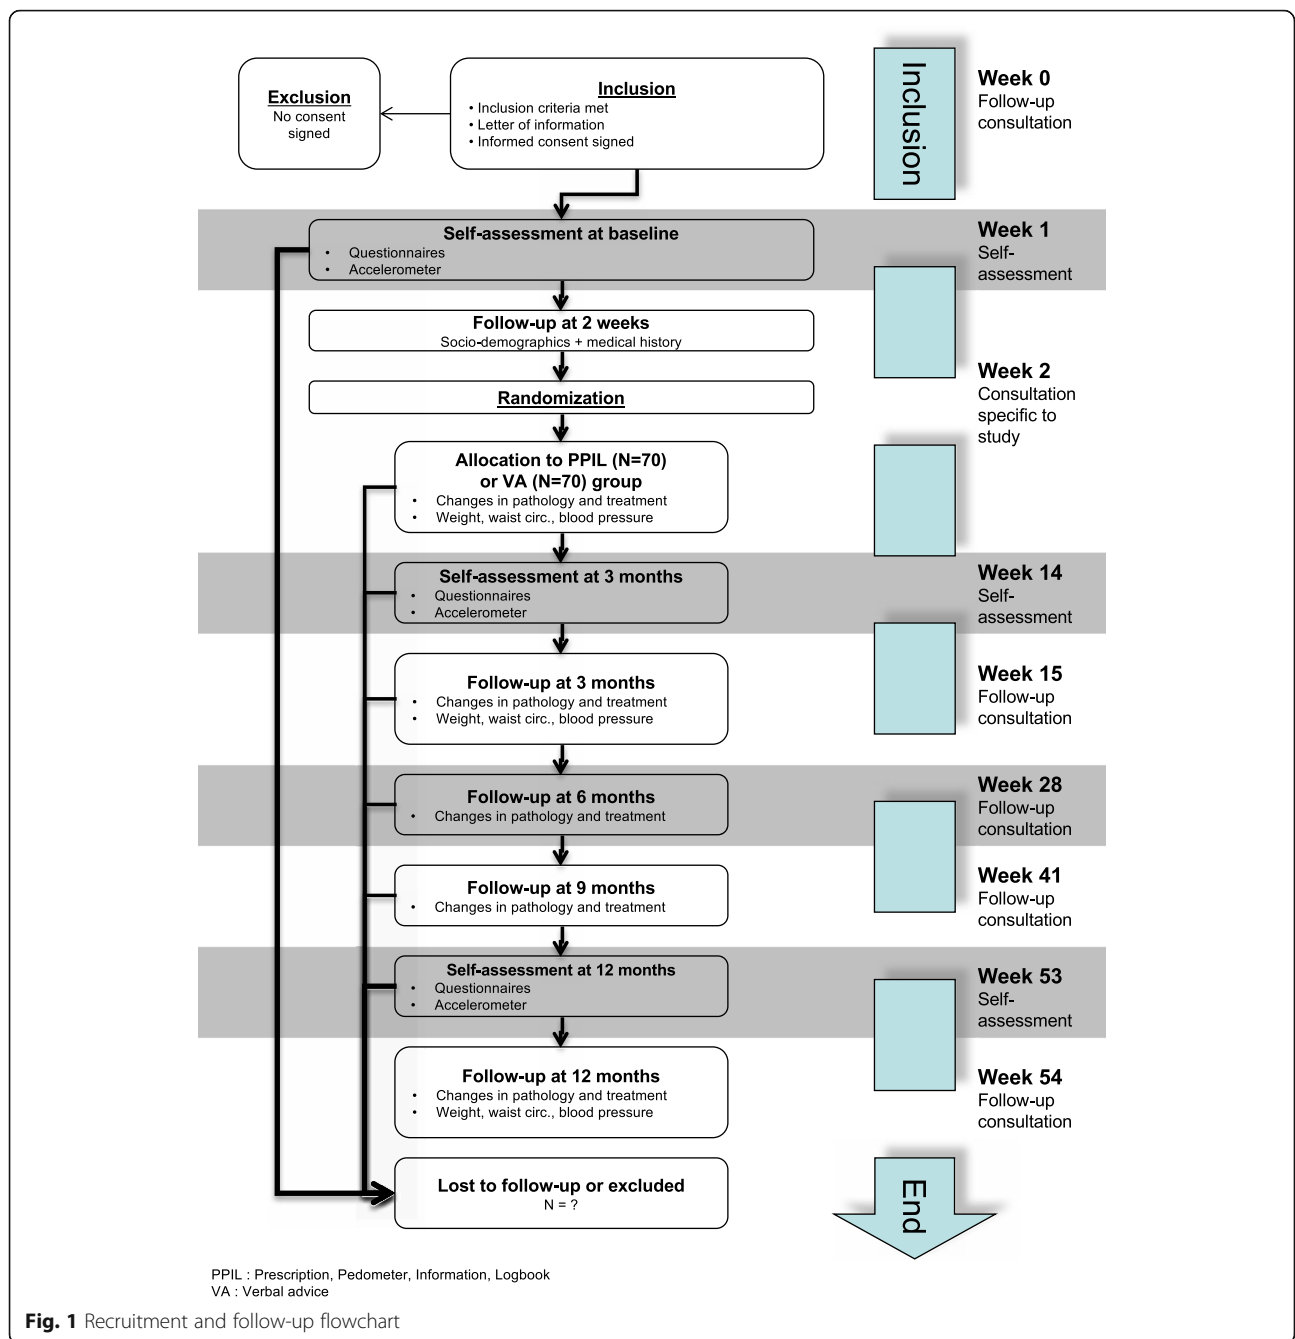 Exclusion
No consent
signed
Inclusion
• Inclusion criteria met
• Letter of information
• Informed consent signed
Inclusion
Week 0
Follow-up
consultation
Self-assessment at baseline
• Questionnaires
• Accelerometer
Week 1
Self-
assessment
Follow-up at 2 weeks
Socio-demographics + medical history
Randomization
Week 2
Consultation
specific to
study
Allocation to PPIL (N=70)
or VA (N=70) group
• Changes in pathology and treatment
• Weight, waist circ., blood pressure
Self-assessment at 3 months
• Questionnaires
• Accelerometer
Week 14
Self-
assessment
Follow-up at 3 months
• Changes in pathology and treatment
• Weight, waist circ., blood pressure
Week 15
Follow-up
consultation
Follow-up at 6 months
• Changes in pathology and treatment
Week 28
Follow-up
consultation
Follow-up at 9 months
• Changes in pathology and treatment
Week 41
Follow-up
consultation
Self-assessment at 12 months
• Questionnaires
• Accelerometer
Week 53
Self-
assessment
Follow-up at 12 months
• Changes in pathology and treatment
• Weight, waist circ., blood pressure
Week 54
Follow-up
consultation
Lost to follow-up or excluded
N = ?
End
PPIL : Prescription, Pedometer, Information, Logbook
VA : Verbal advice
Fig. 1 Recruitment and follow-up flowchart